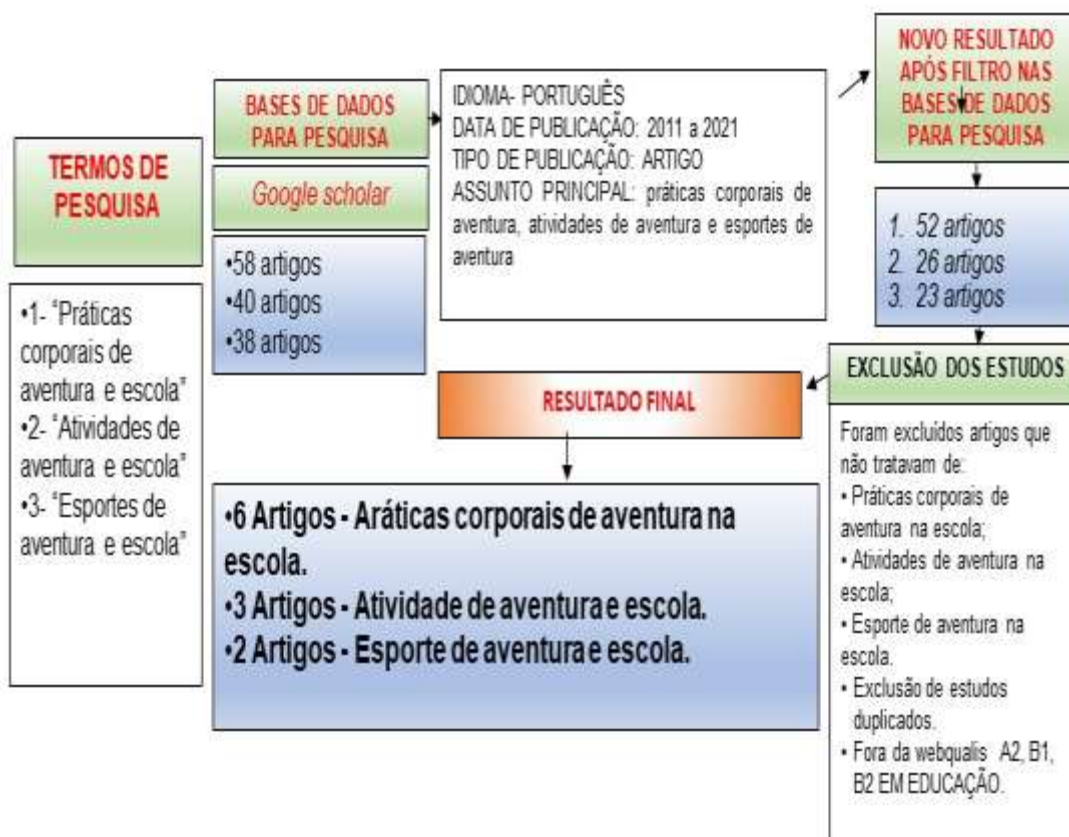 TERMOS DE
PESQUISA
•1- "Práticas
corporais de
aventura e escola"
•2- "Atividades de
aventura e escola"
•3- "Esportes de
aventura e escola"
BASES DE DADOS
PARA PESQUISA
Google scholar
•58 artigos
•40 artigos
•38 artigos
IDIOMA- PORTUGUÊS
DATA DE PUBLICAÇÃO: 2011 a 2021
TIPO DE PUBLICAÇÃO: ARTIGO
ASSUNTO PRINCIPAL: práticas corporais de
aventura, atividades de aventura e esportes de
aventura
NOVO RESULTADO
APÓS FILTRO NAS
BASES DE DADOS
PARA PESQUISA
1. 52 artigos
2. 26 artigos
3. 23 artigos
EXCLUSÃO DOS ESTUDOS
Foram excluídos artigos que
não tratavam de:
• Práticas corporais de
aventura na escola;
• Atividades de aventura na
escola;
• Esporte de aventura na
escola.
• Exclusão de estudos
duplicados.
• Fora da webqualis A2, B1,
B2 EM EDUCAÇÃO.
RESULTADO FINAL
•6 Artigos - Aráticas corporais de aventura na
escola.
•3 Artigos - Atividade de aventura e escola.
•2 Artigos - Esporte de aventura e escola.